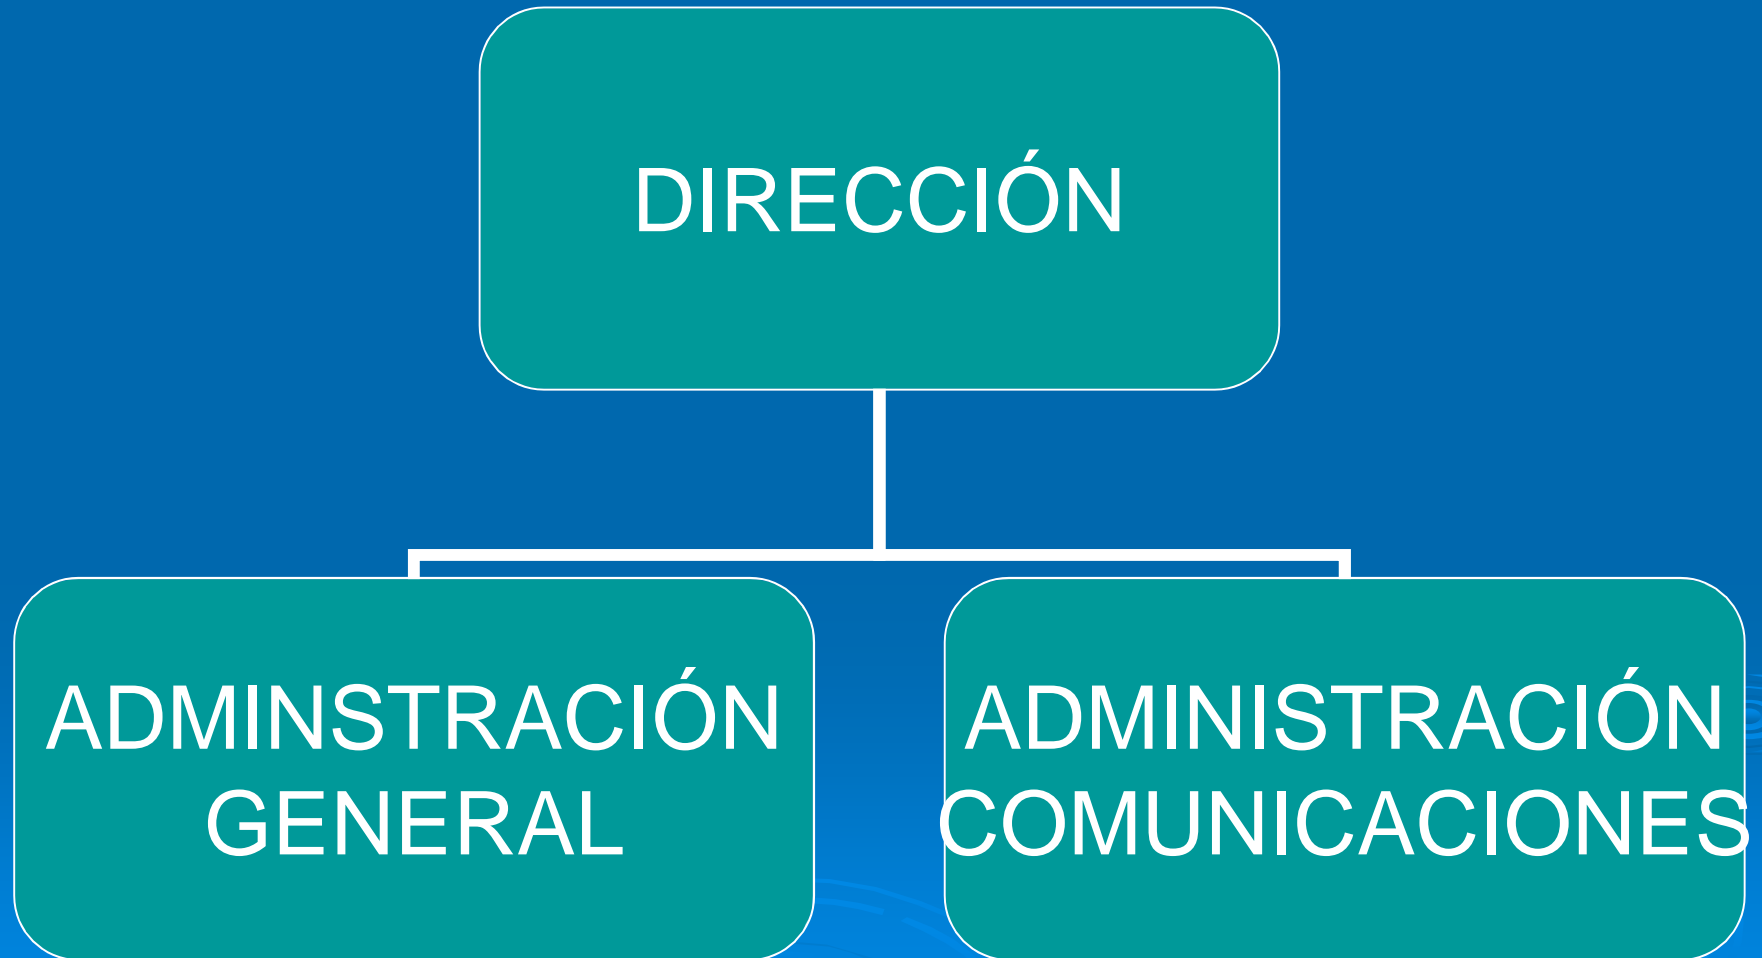 DIRECCIÓN
ADMINSTRACIÓN
GENERAL
ADMINISTRACIÓN
COMUNICACIONES